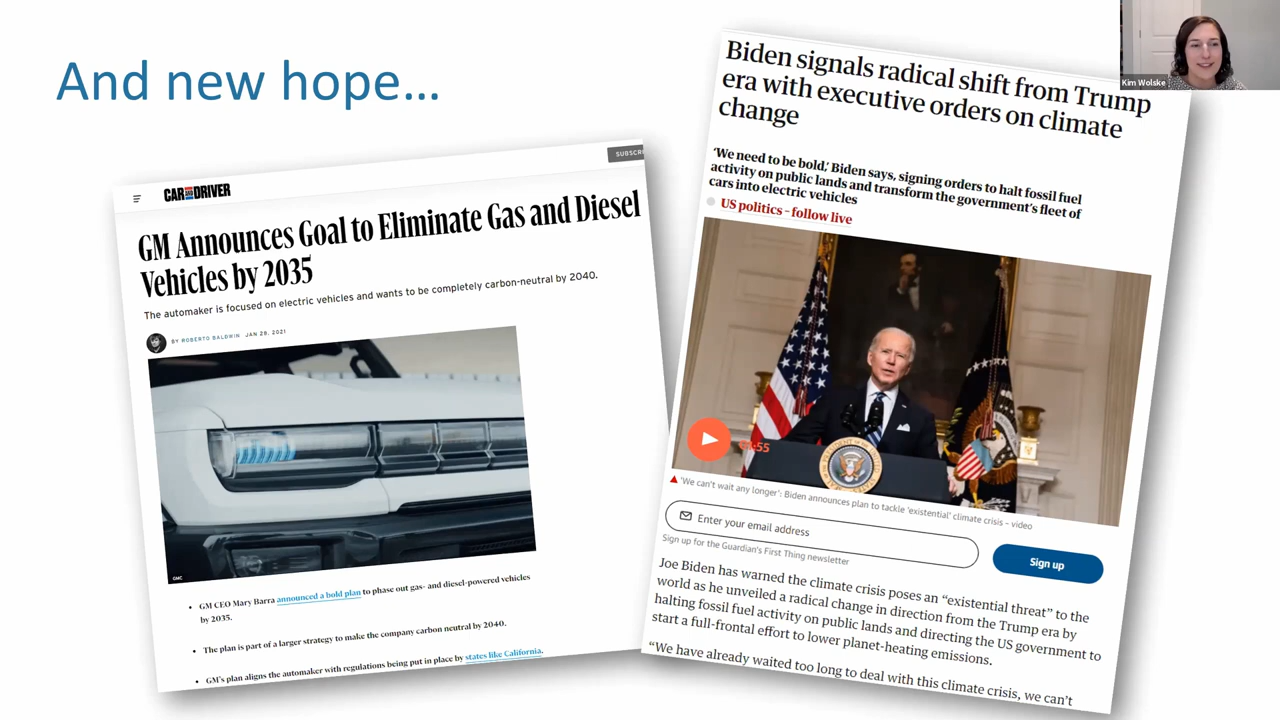 And new hope...
CAR AND DRIVER
SUBSCRI
GM Announces Goal to Eliminate Gas and Diesel
Vehicles by 2035
The automaker is focused on electric vehicles and wants to be completely carbon-neutral by 2040.
BY ROBERTO BALDWIN JAN 28, 2021
GMC
• GM CEO Mary Barra announced a bold plan to phase out gas- and diesel-powered vehicles
by 2035.
• The plan is part of a larger strategy to make the company carbon neutral by 2040.
• GM's plan aligns the automaker with regulations being put in place by states like California.
Biden signals radical shift from Trump
era with executive orders on climate
change
'We need to be bold,' Biden says, signing orders to halt fossil fuel
activity on public lands and transform the government's fleet of
cars into electric vehicles
US politics – follow live
'We can't wait any longer': Biden announces plan to tackle 'existential' climate crisis – video
Enter your email address
Sign up for the Guardian's First Thing newsletter
Sign up
Joe Biden has warned the climate crisis poses an “existential threat” to the
world as he unveiled a radical change in direction from the Trump era by
halting fossil fuel activity on public lands and directing the US government to
start a full-frontal effort to lower planet-heating emissions.
“We have already waited too long to deal with this climate crisis, we can't
Kim Wolske